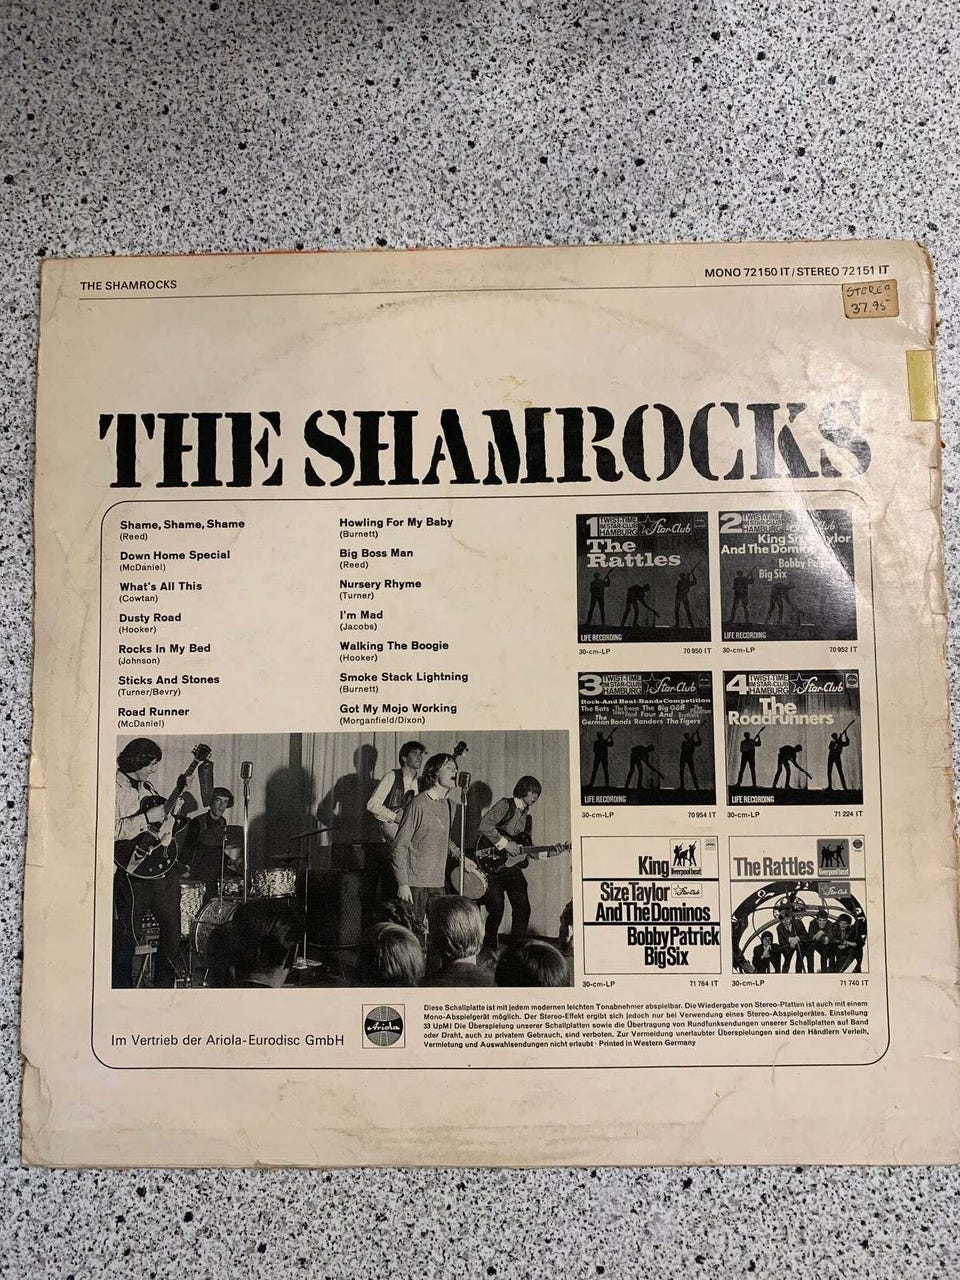 THE SHAMROCKS
MONO 72150 IT / STEREO 72151 IT
STEREO
37.95
THE SHAMROCKS
Shame, Shame, Shame
(Reed)
Down Home Special
(McDaniel)
What's All This
(Cowtan)
Dusty Road
(Hooker)
Rocks In My Bed
(Johnson)
Sticks And Stones
(Turner/Bevry)
Road Runner
(McDaniel)
Howling For My Baby
(Burnett)
Big Boss Man
(Reed)
Nursery Rhyme
(Turner)
I'm Mad
(Jacobs)
Walking The Boogie
(Hooker)
Smoke Stack Lightning
(Burnett)
Got My Mojo Working
(Morganfield/Dixon)
1 TWIST-TIME
IM STAR-CLUB
HAMBURG
Star-Club
The
Rattles
LIFE RECORDING
30-cm-LP 70 950 IT
2 TWIST-TIME
IM STAR-CLUB
HAMBURG
Star-Club
King Size Taylor
And The
Bobby
Big Six
LIFE RECORDING
30-cm-LP 70 952 IT
3 TWIST-TIME
IM STAR-CLUB
HAMBURG
Star-Club
Rock-And Beat-Bands Competition
The Bats
The
German Bonds Randers The Tigers
LIFE RECORDING
30-cm-LP 70 954 IT
4 TWIST-TIME
IM STAR-CLUB
HAMBURG
Star-Club
The
Roadrunners
LIFE RECORDING
30-cm-LP 71 224 IT
King
liverpool beat
Size Taylor Star-Club
And The Dominos
Bobby Patrick
Big Six
30-cm-LP 71 764 IT
The Rattles
liverpool beat
Star-Club
30-cm-LP 71 740 IT
Im Vertrieb der Ariola-Eurodisc GmbH
Ariola
Diese Schallplatte ist mit jedem modernen leichten Tonabnehmer abspielbar. Die Wiedergabe von Stereo-Platten ist auch mit einem
Mono-Abspielgerät möglich. Der Stereo-Effekt ergibt sich jedoch nur bei Verwendung eines Stereo-Abspielgerätes. Einstellung
33 UpM! Die Überspielung unserer Schallplatten sowie die Übertragung von Rundfunksendungen unserer Schallplatten auf Band
oder Draht, auch zu privatem Gebrauch, sind verboten. Zur Vermeidung unerlaubter Überspielungen sind den Händlern Verleih,
Vermietung und Auswahlsendungen nicht erlaubt · Printed in Western Germany